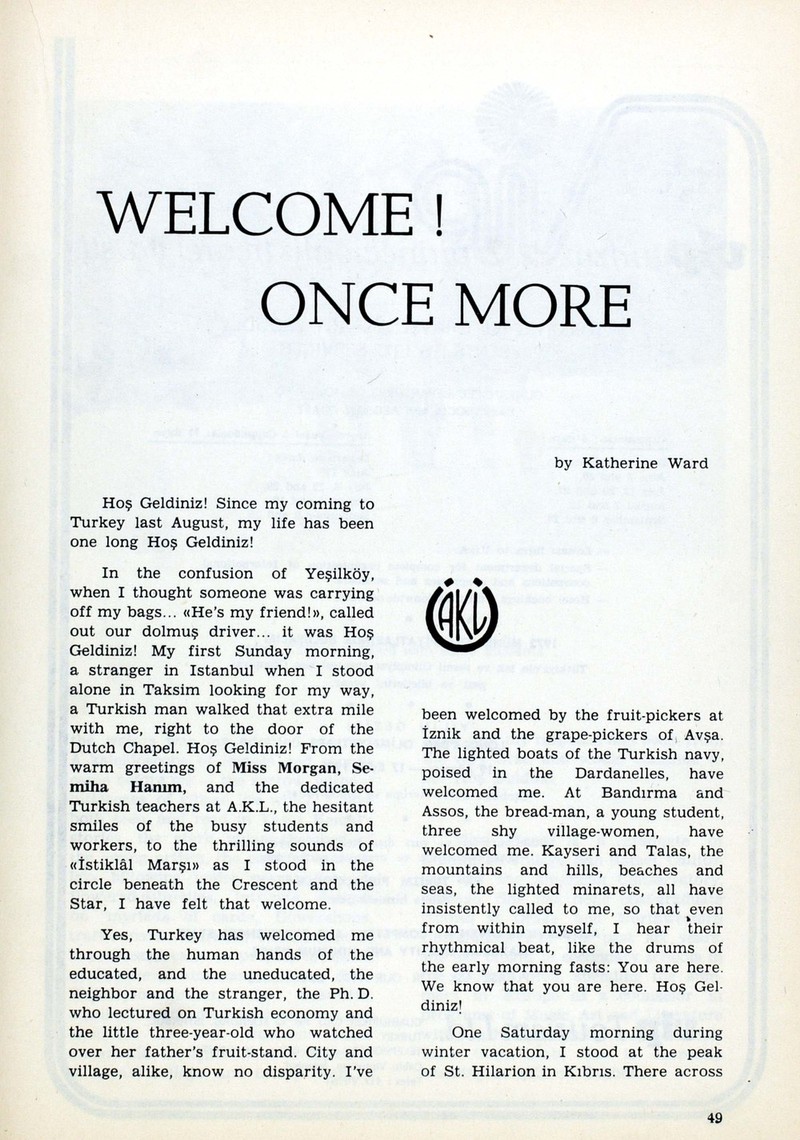 WELCOME !
ONCE MORE
by Katherine Ward
Hoş Geldiniz! Since my coming to
Turkey last August, my life has been
one long Hoş Geldiniz!
In the confusion of Yeşilköy,
when I thought someone was carrying
off my bags... «He's my friend!», called
out our dolmuş driver... it was Hoş
Geldiniz! My first Sunday morning,
a stranger in Istanbul when I stood
alone in Taksim looking for my way,
a Turkish man walked that extra mile
with me, right to the door of the
Dutch Chapel. Hoş Geldiniz! From the
warm greetings of Miss Morgan, Se-
miha Hanım, and the dedicated
Turkish teachers at A.K.L., the hesitant
smiles of the busy students and
workers, to the thrilling sounds of
«İstiklâl Marşı» as I stood in the
circle beneath the Crescent and the
Star, I have felt that welcome.
Yes, Turkey has welcomed me
through the human hands of the
educated, and the uneducated, the
neighbor and the stranger, the Ph. D.
who lectured on Turkish economy and
the little three-year-old who watched
over her father's fruit-stand. City and
village, alike, know no disparity. I've
ÜAKL
been welcomed by the fruit-pickers at
İznik and the grape-pickers of Avşa.
The lighted boats of the Turkish navy,
poised in the Dardanelles, have
welcomed me. At Bandırma and
Assos, the bread-man, a young student,
three shy village-women, have
welcomed me. Kayseri and Talas, the
mountains and hills, beaches and
seas, the lighted minarets, all have
insistently called to me, so that even
from within myself, I hear their
rhythmical beat, like the drums of
the early morning fasts: You are here.
We know that you are here. Hoş Gel-
diniz!
One Saturday morning during
winter vacation, I stood at the peak
of St. Hilarion in Kıbrıs. There across
49